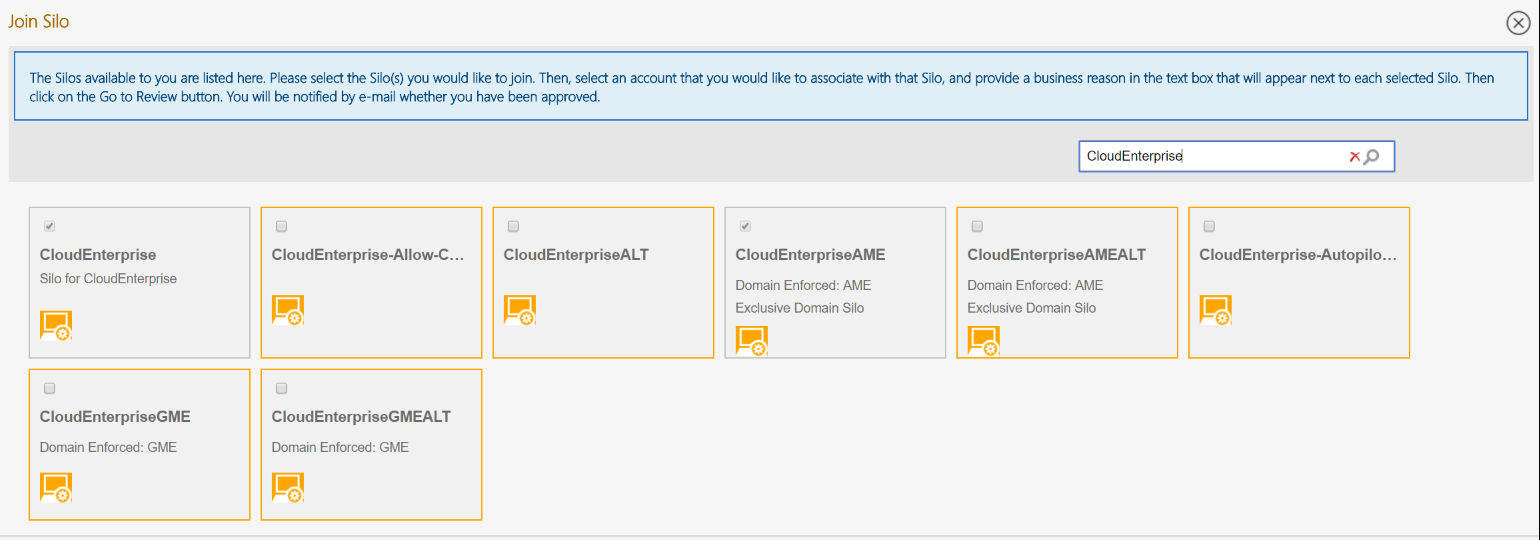 Join Silo
The Silos available to you are listed here. Please select the Silo(s) you would like to join. Then, select an account that you would like to associate with that Silo, and provide a business reason in the text box that will appear next to each selected Silo. Then
click on the Go to Review button. You will be notified by e-mail whether you have been approved.
CloudEnterprise
CloudEnterprise
Silo for CloudEnterprise
CloudEnterprise-Allow-C...
CloudEnterpriseALT
CloudEnterpriseAME
Domain Enforced: AME
Exclusive Domain Silo
CloudEnterpriseAMEALT
Domain Enforced: AME
Exclusive Domain Silo
CloudEnterprise-Autopilo...
CloudEnterpriseGME
Domain Enforced: GME
CloudEnterpriseGMEALT
Domain Enforced: GME